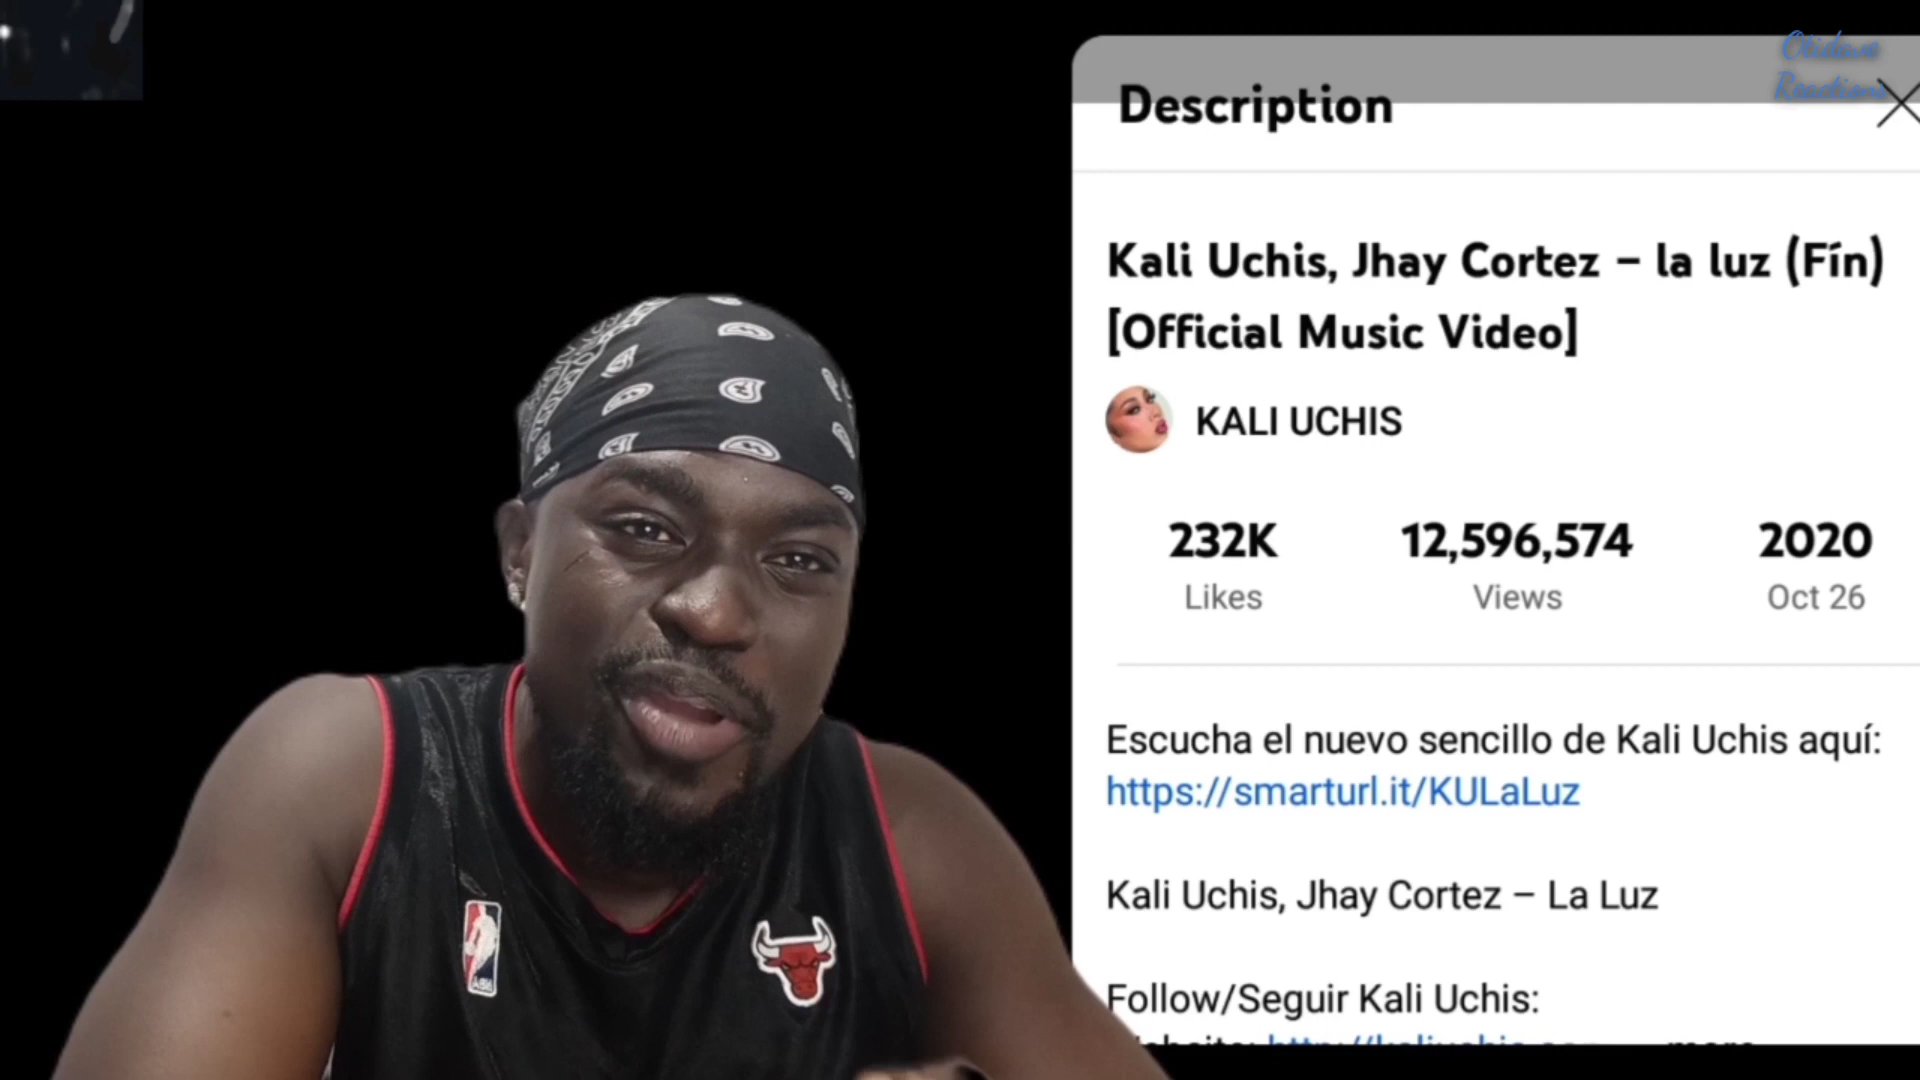 Otidave
Reactions
Description
Kali Uchis, Jhay Cortez – la luz (Fín)
[Official Music Video]
KALI UCHIS
232K 12,596,574 2020
Likes Views Oct 26
Escucha el nuevo sencillo de Kali Uchis aquí:
https://smarturl.it/KULaLuz
Kali Uchis, Jhay Cortez – La Luz
Follow/Seguir Kali Uchis: